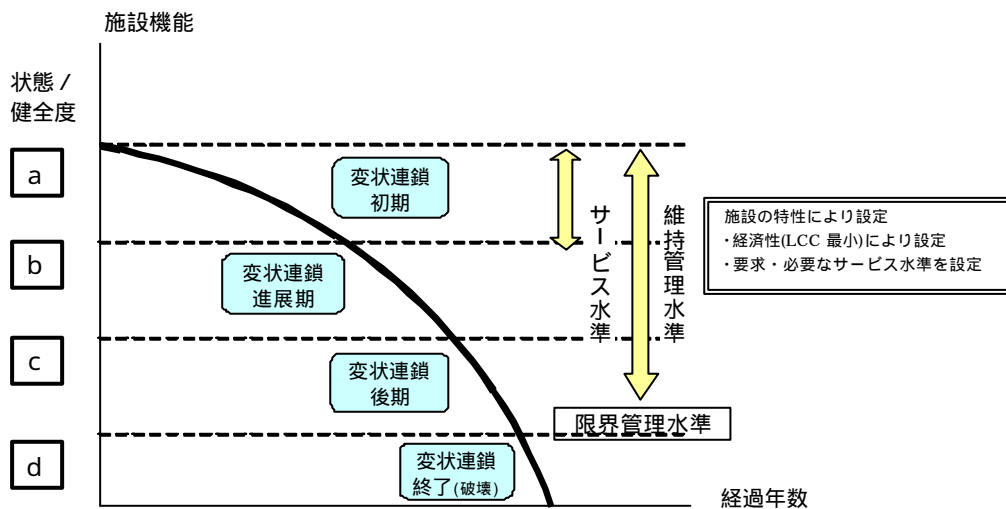 施設機能
状態 /
健全度
a
変状連鎖
初期
サービス水準
維持管理水準
施設の特性により設定
・経済性(LCC 最小)により設定
・要求・必要なサービス水準を設定
b
変状連鎖
進展期
c
変状連鎖
後期
限界管理水準
d
変状連鎖
終了(破壊)
経過年数